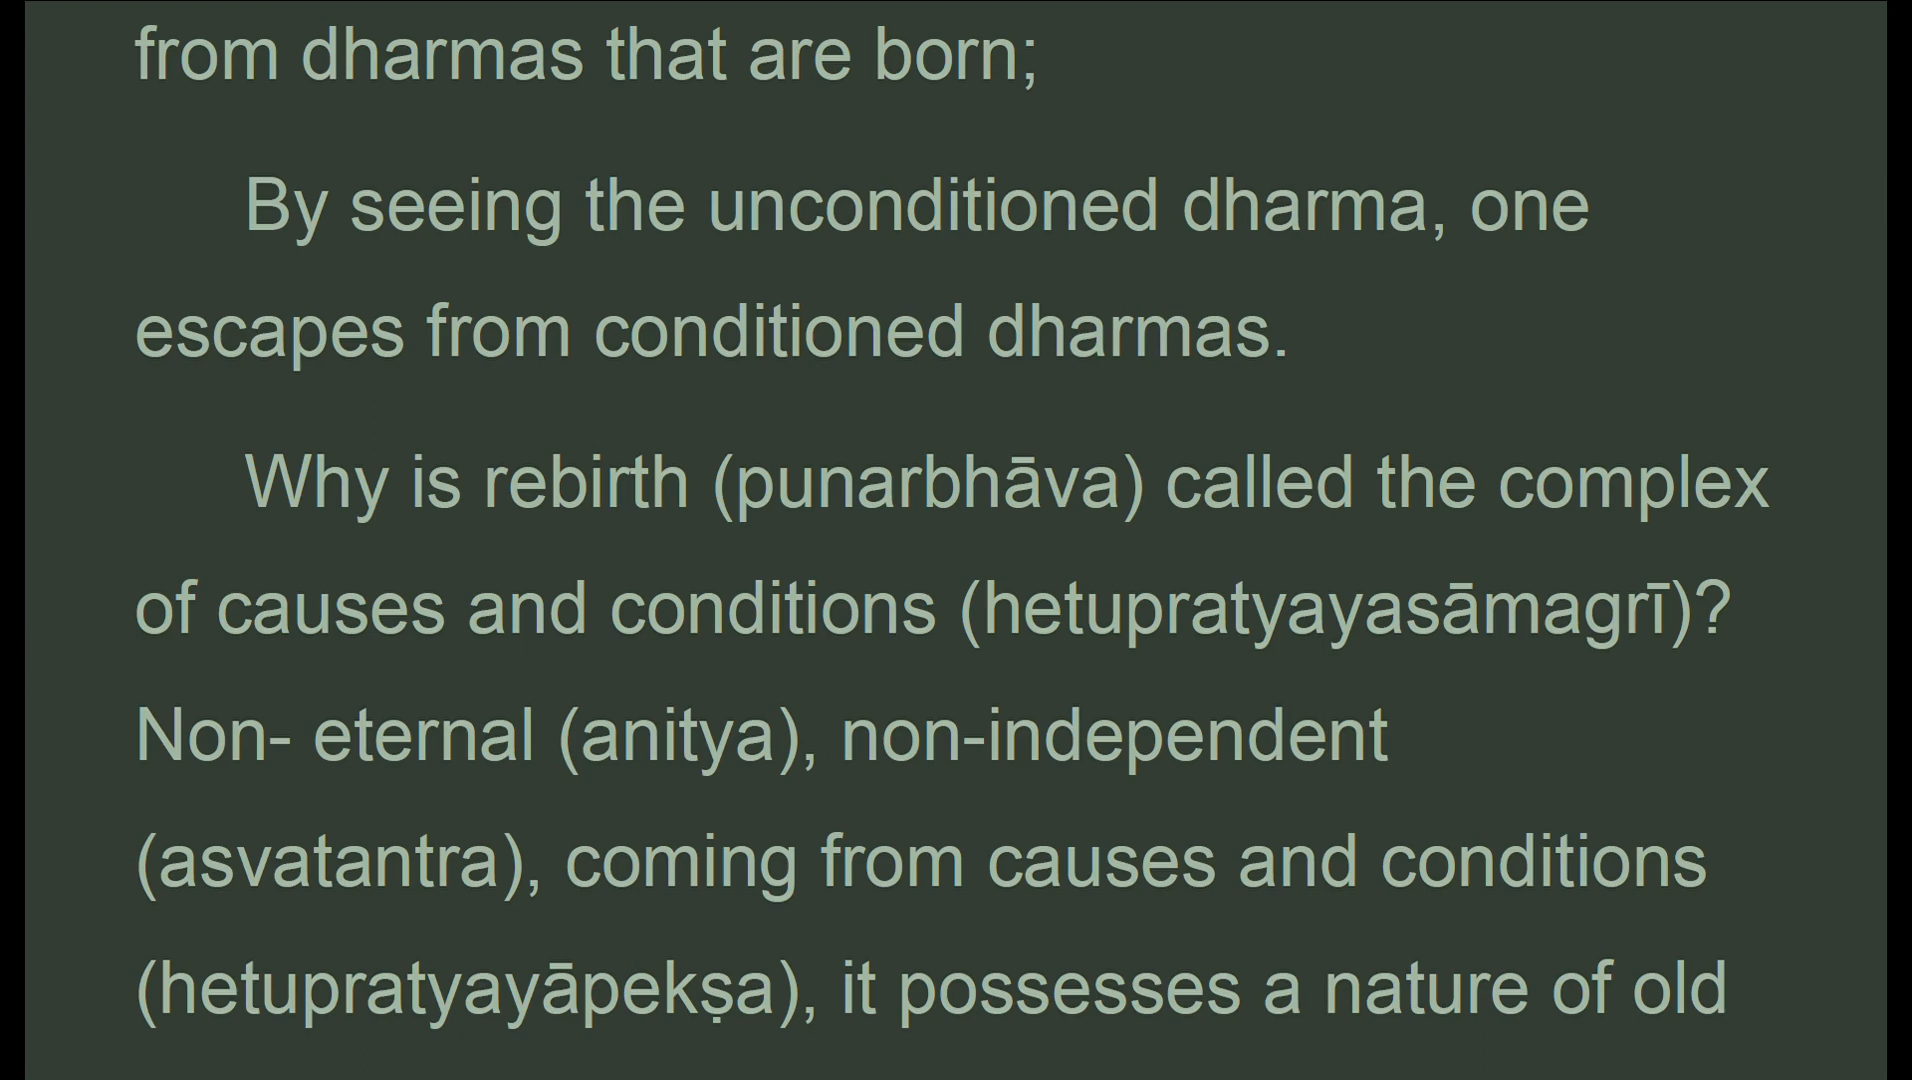 from dharmas that are born;
By seeing the unconditioned dharma, one
escapes from conditioned dharmas.
Why is rebirth (punarbhāva) called the complex
of causes and conditions (hetupratyayasāmagrī)?
Non- eternal (anitya), non-independent
(asvatantra), coming from causes and conditions
(hetupratyayāpekṣa), it possesses a nature of old